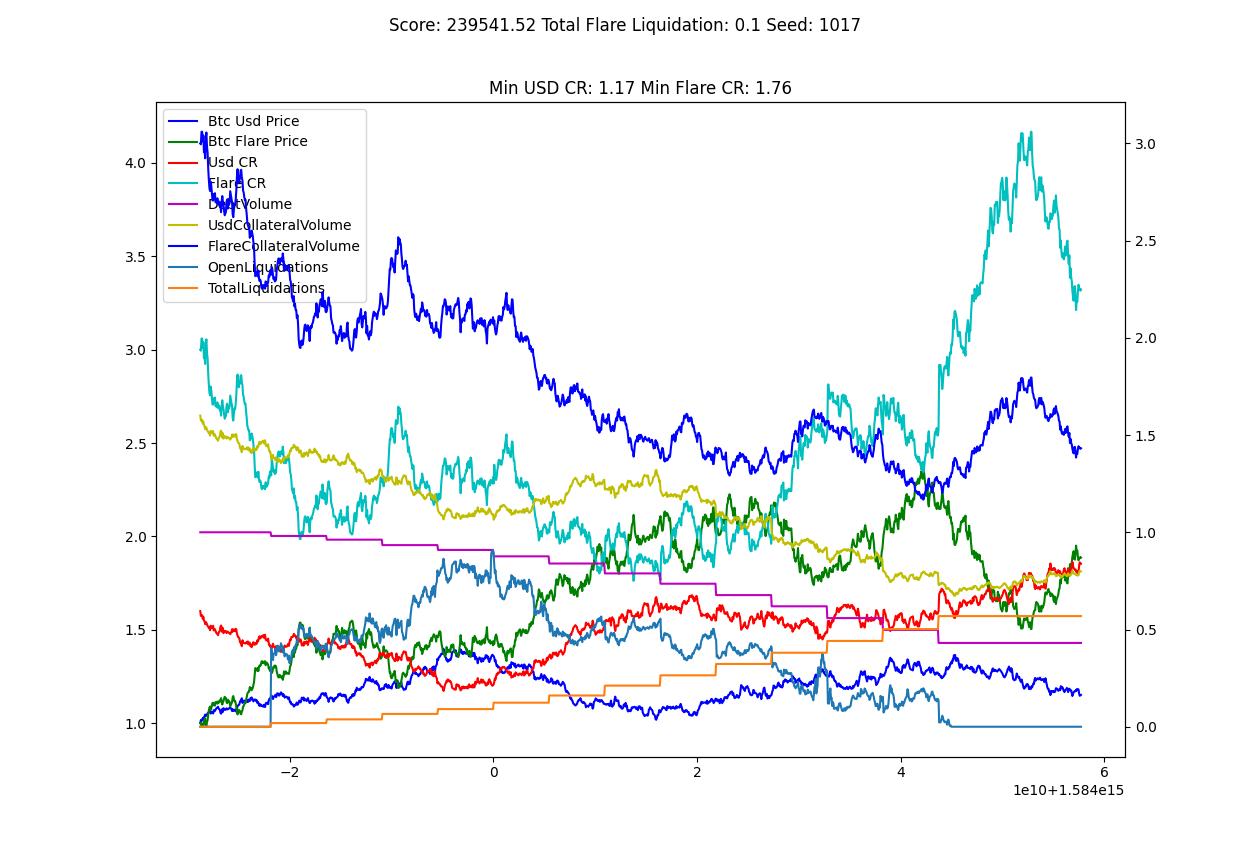 Score: 239541.52 Total Flare Liquidation: 0.1 Seed: 1017
Min USD CR: 1.17 Min Flare CR: 1.76
Btc Usd Price
Btc Flare Price
Usd CR
Flare CR
DebtVolume
UsdCollateralVolume
FlareCollateralVolume
OpenLiquidations
TotalLiquidations
4.0
3.5
3.0
2.5
2.0
1.5
1.0
3.0
2.5
2.0
1.5
1.0
0.5
0.0
−2
0
2
4
6
1e10+1.584e15